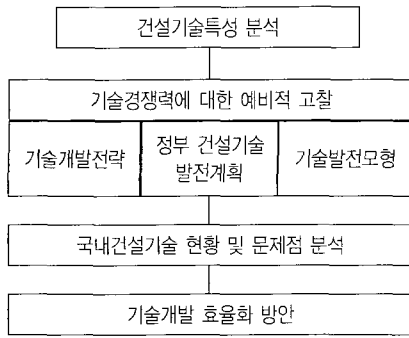 건설기술특성 분석
기술경쟁력에 대한 예비적 고찰
기술개발전략
정부 건설기술
발전계획
기술발전모형
국내건설기술 현황 및 문제점 분석
기술개발 효율화 방안